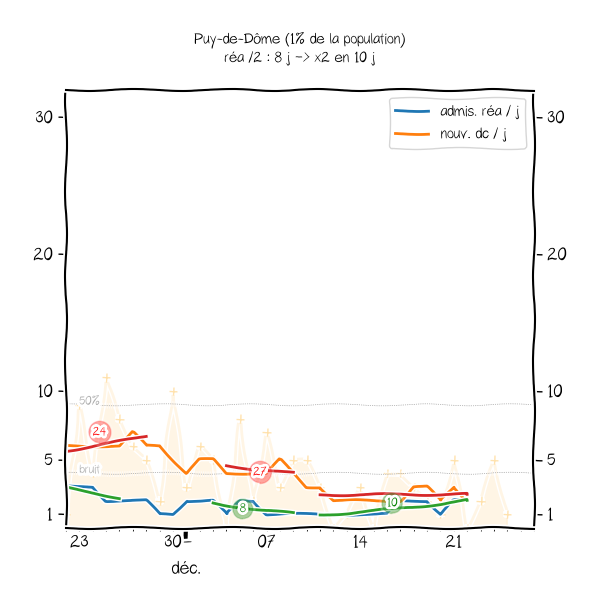 Puy-de-Dôme (1% de la population)
réa /2 : 8 j -> x2 en 10 j
admis. réa / j
nouv. dc / j
30 30
20 20
10 10
50%
24
5 5
bruit
27
10
8
1 1
23 30 07 14 21
déc.